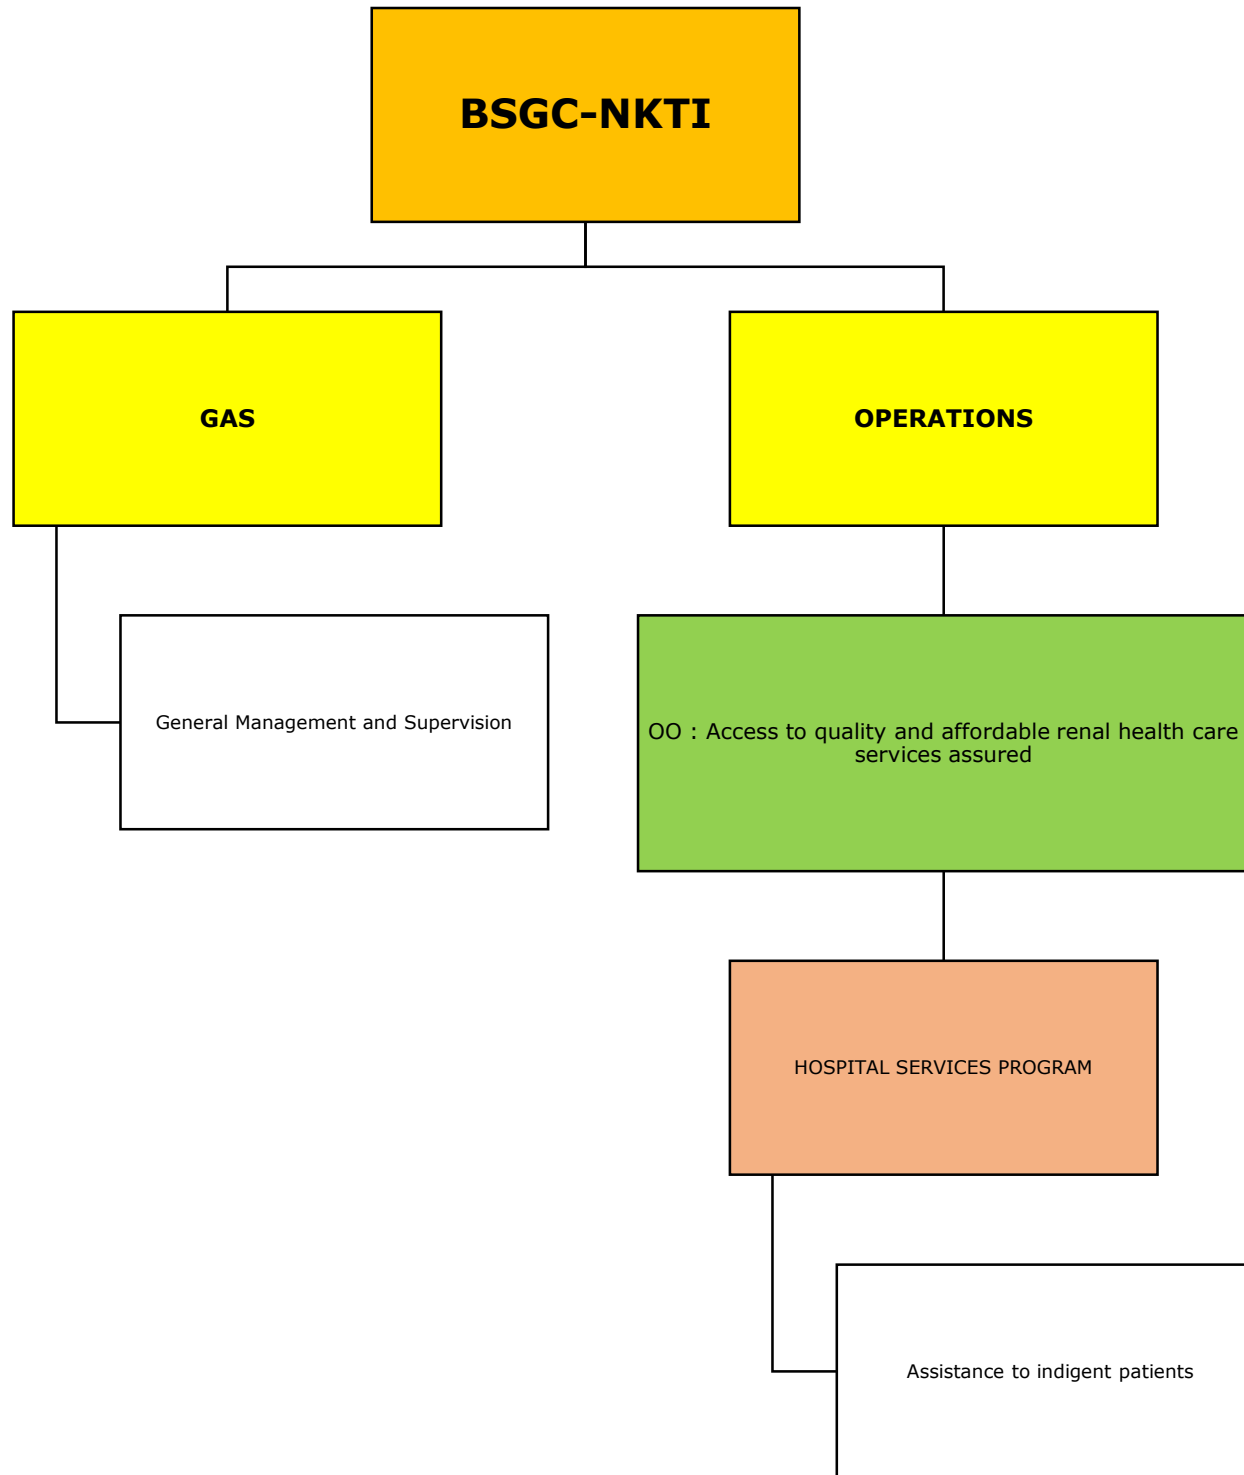 BSGC-NKTI
GAS
OPERATIONS
General Management and Supervision
OO : Access to quality and affordable renal health care
services assured
HOSPITAL SERVICES PROGRAM
Assistance to indigent patients